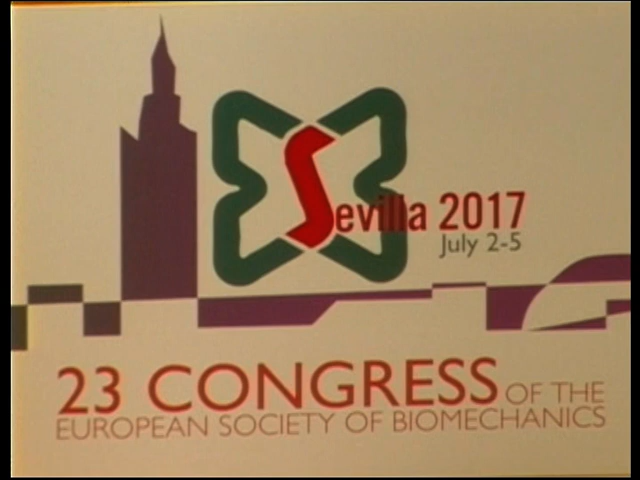 Sevilla 2017
July 2-5
23 CONGRESS OF THE
EUROPEAN SOCIETY OF BIOMECHANICS